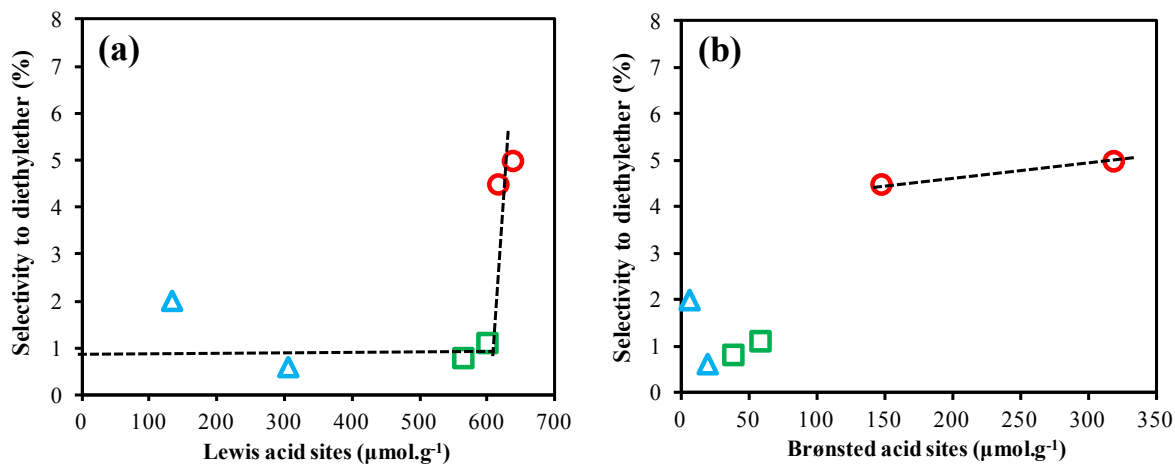 (a)
Selectivity to diethylether (%)
8
7
6
5
4
3
2
1
0
0 100 200 300 400 500 600 700
Lewis acid sites (µmol.g-1)
(b)
Selectivity to diethylether (%)
8
7
6
5
4
3
2
1
0
0 50 100 150 200 250 300 350
Brønsted acid sites (µmol.g-1)